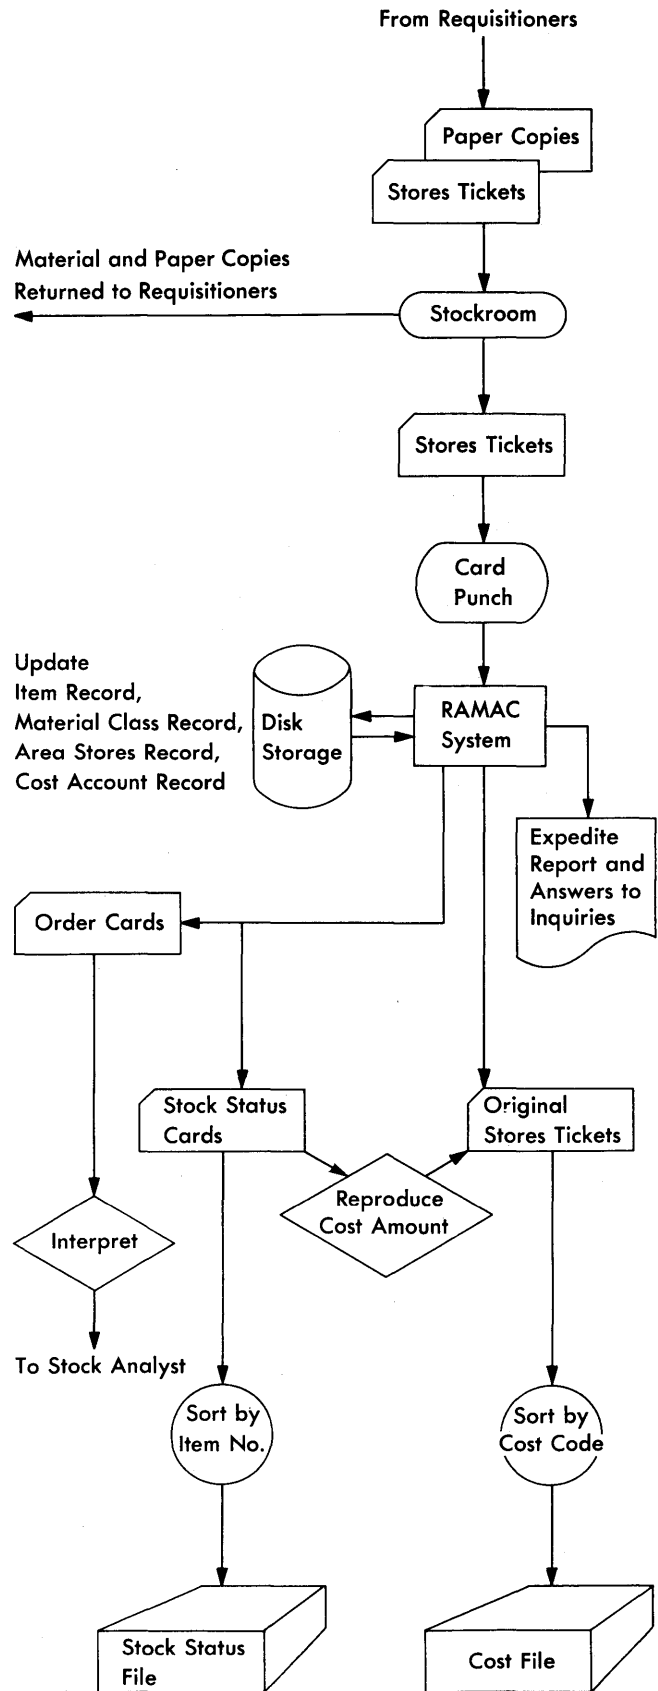 From Requisitioners
Paper Copies
Stores Tickets
Material and Paper Copies
Returned to Requisitioners
Stockroom
Stores Tickets
Card
Punch
Update
Item Record,
Material Class Record,
Area Stores Record,
Cost Account Record
Disk
Storage
RAMAC
System
Expedite
Report and
Answers to
Inquiries
Order Cards
Stock Status
Cards
Original
Stores Tickets
Reproduce
Cost Amount
Interpret
To Stock Analyst
Sort by
Item No.
Sort by
Cost Code
Stock Status
File
Cost File